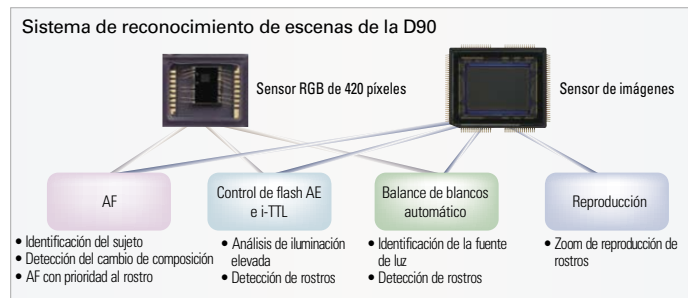 Sistema de reconocimiento de escenas de la D90
Sensor RGB de 420 píxeles
Sensor de imágenes
AF
Control de flash AE
e i-TTL
Balance de blancos
automático
Reproducción
• Identificación del sujeto
• Detección del cambio de composición
• AF con prioridad al rostro
• Análisis de iluminación
elevada
• Detección de rostros
• Identificación de la fuente
de luz
• Detección de rostros
• Zoom de reproducción de
rostros